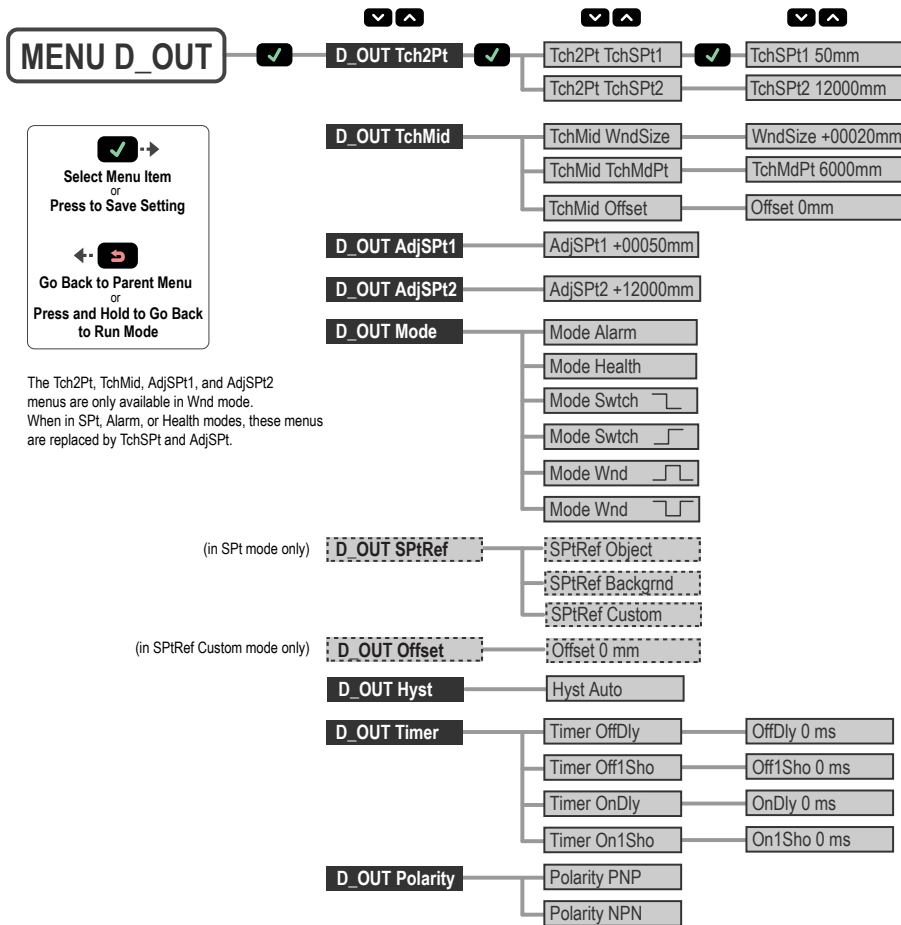 MENU D_OUT
D_OUT Tch2Pt
Tch2Pt TchSPt1
TchSPt1 50mm
Tch2Pt TchSPt2
TchSPt2 12000mm
Select Menu Item
or
Press to Save Setting
Go Back to Parent Menu
or
Press and Hold to Go Back
to Run Mode
The Tch2Pt, TchMid, AdjSPt1, and AdjSPt2
menus are only available in Wnd mode.
When in SPt, Alarm, or Health modes, these menus
are replaced by TchSPt and AdjSPt.
D_OUT TchMid
TchMid WndSize
WndSize +00020mm
TchMid TchMdPt
TchMdPt 6000mm
TchMid Offset
Offset 0mm
D_OUT AdjSPt1
AdjSPt1 +00050mm
D_OUT AdjSPt2
AdjSPt2 +12000mm
D_OUT Mode
Mode Alarm
Mode Health
Mode Swtch
Mode Swtch
Mode Wnd
Mode Wnd
(in SPt mode only)
D_OUT SPtRef
SPtRef Object
SPtRef Backgrnd
SPtRef Custom
(in SPtRef Custom mode only)
D_OUT Offset
Offset 0 mm
D_OUT Hyst
Hyst Auto
D_OUT Timer
Timer OffDly
OffDly 0 ms
Timer Off1Sho
Off1Sho 0 ms
Timer OnDly
OnDly 0 ms
Timer On1Sho
On1Sho 0 ms
D_OUT Polarity
Polarity PNP
Polarity NPN